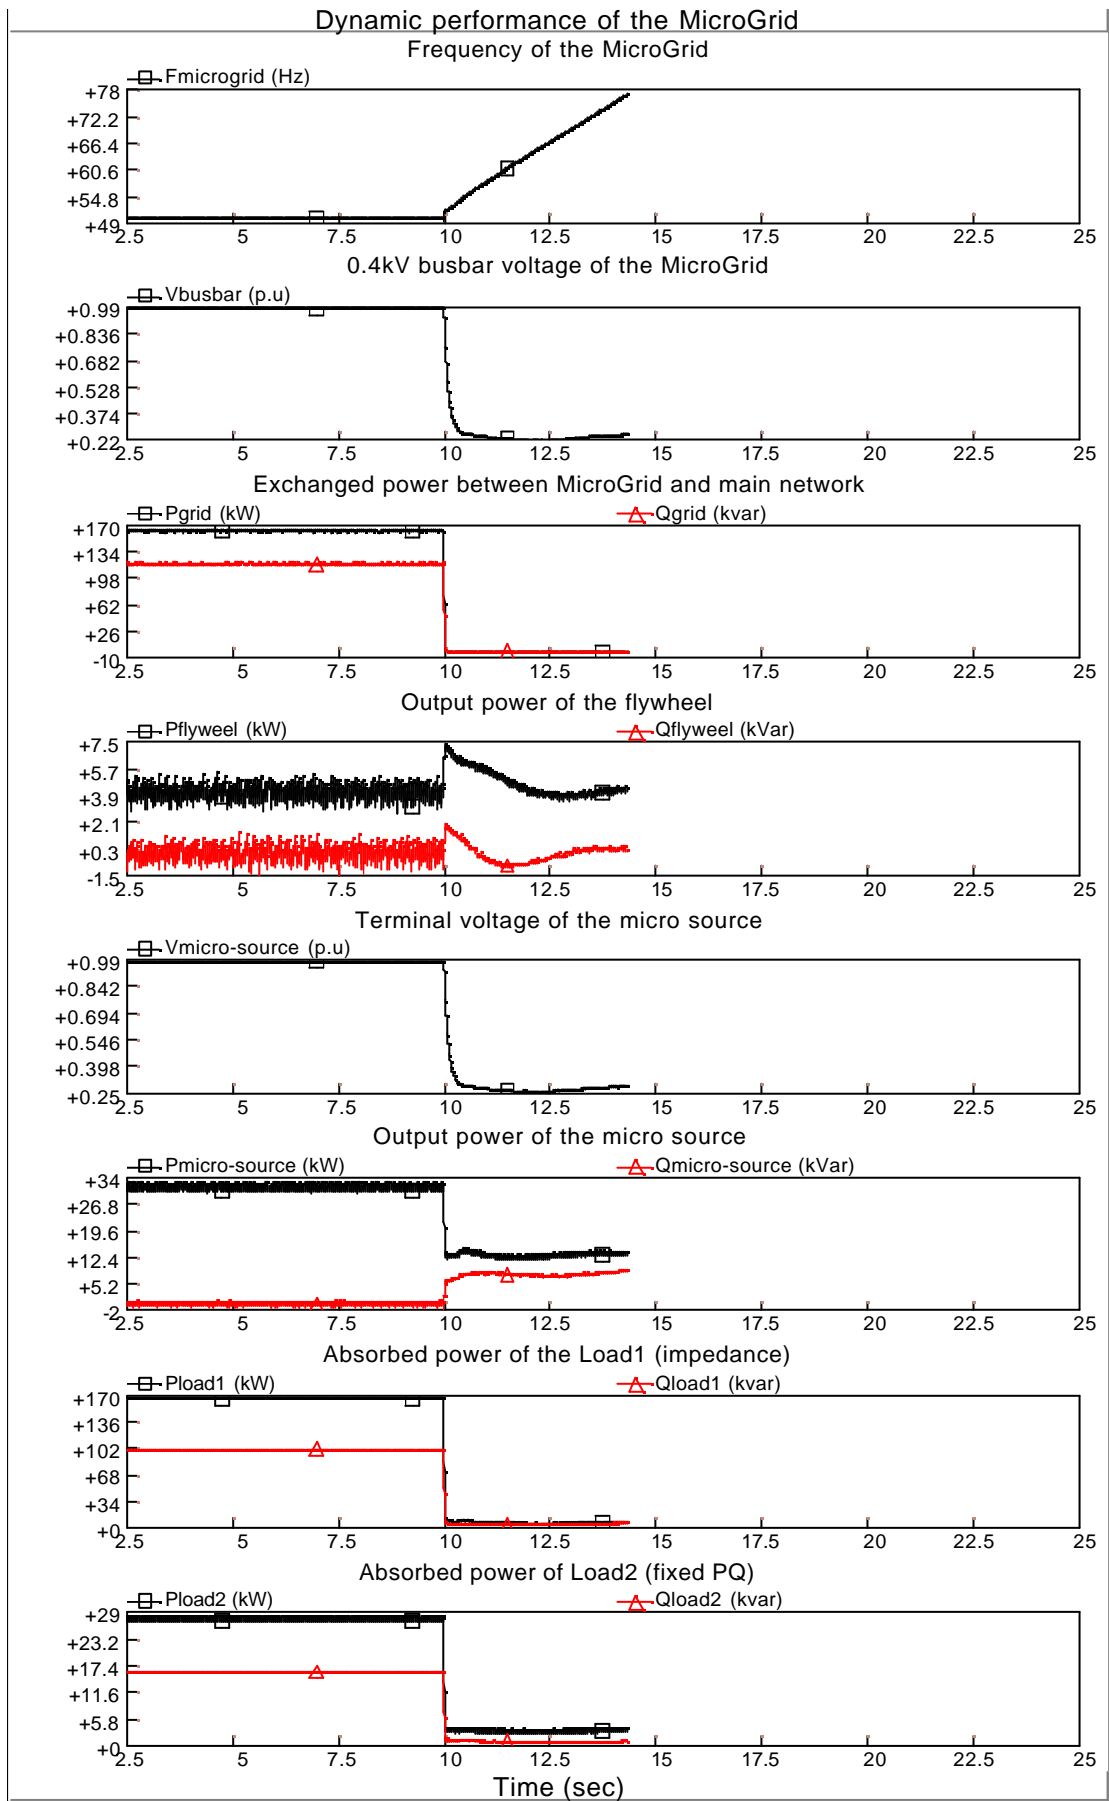 Dynamic performance of the MicroGrid
Frequency of the MicroGrid
Fmicrogrid (Hz)
+78
+72.2
+66.4
+60.6
+54.8
+49
2.5 5 7.5 10 12.5 15 17.5 20 22.5 25
0.4kV busbar voltage of the MicroGrid
Vbusbar (p.u)
+0.99
+0.836
+0.682
+0.528
+0.374
+0.22
2.5 5 7.5 10 12.5 15 17.5 20 22.5 25
Exchanged power between MicroGrid and main network
Pgrid (kW) Qgrid (kvar)
+170
+134
+98
+62
+26
-10
2.5 5 7.5 10 12.5 15 17.5 20 22.5 25
Output power of the flywheel
Pflyweel (kW) Qflyweel (kVar)
+7.5
+5.7
+3.9
+2.1
+0.3
-1.5
2.5 5 7.5 10 12.5 15 17.5 20 22.5 25
Terminal voltage of the micro source
Vmicro-source (p.u)
+0.99
+0.842
+0.694
+0.546
+0.398
+0.25
2.5 5 7.5 10 12.5 15 17.5 20 22.5 25
Output power of the micro source
Pmicro-source (kW) Qmicro-source (kVar)
+34
+26.8
+19.6
+12.4
+5.2
-2
2.5 5 7.5 10 12.5 15 17.5 20 22.5 25
Absorbed power of the Load1 (impedance)
Pload1 (kW) Qload1 (kvar)
+170
+136
+102
+68
+34
+0
2.5 5 7.5 10 12.5 15 17.5 20 22.5 25
Absorbed power of Load2 (fixed PQ)
Pload2 (kW) Qload2 (kvar)
+29
+23.2
+17.4
+11.6
+5.8
+0
2.5 5 7.5 10 12.5 15 17.5 20 22.5 25
Time (sec)